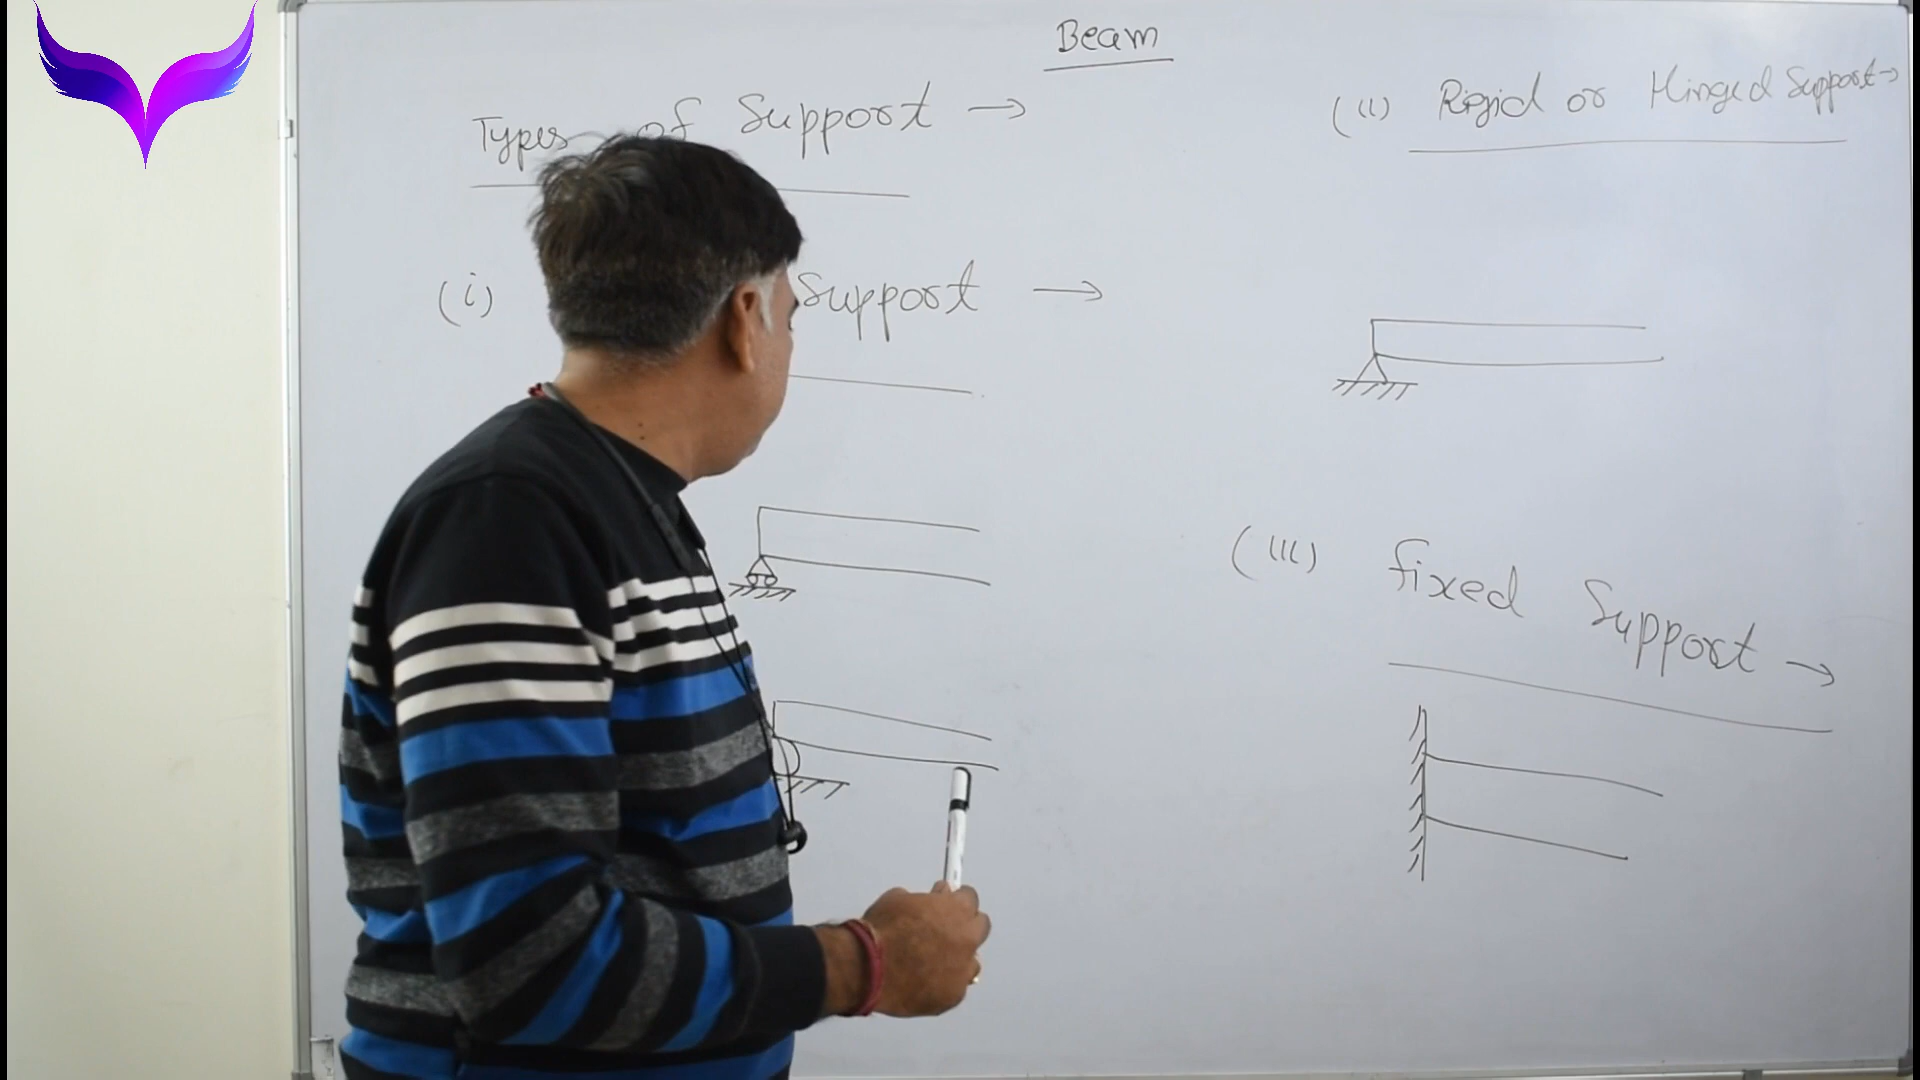 Beam
Types of Support →
(i) Support →
(II) Rigid or Hinged Support →
(III) fixed Support →